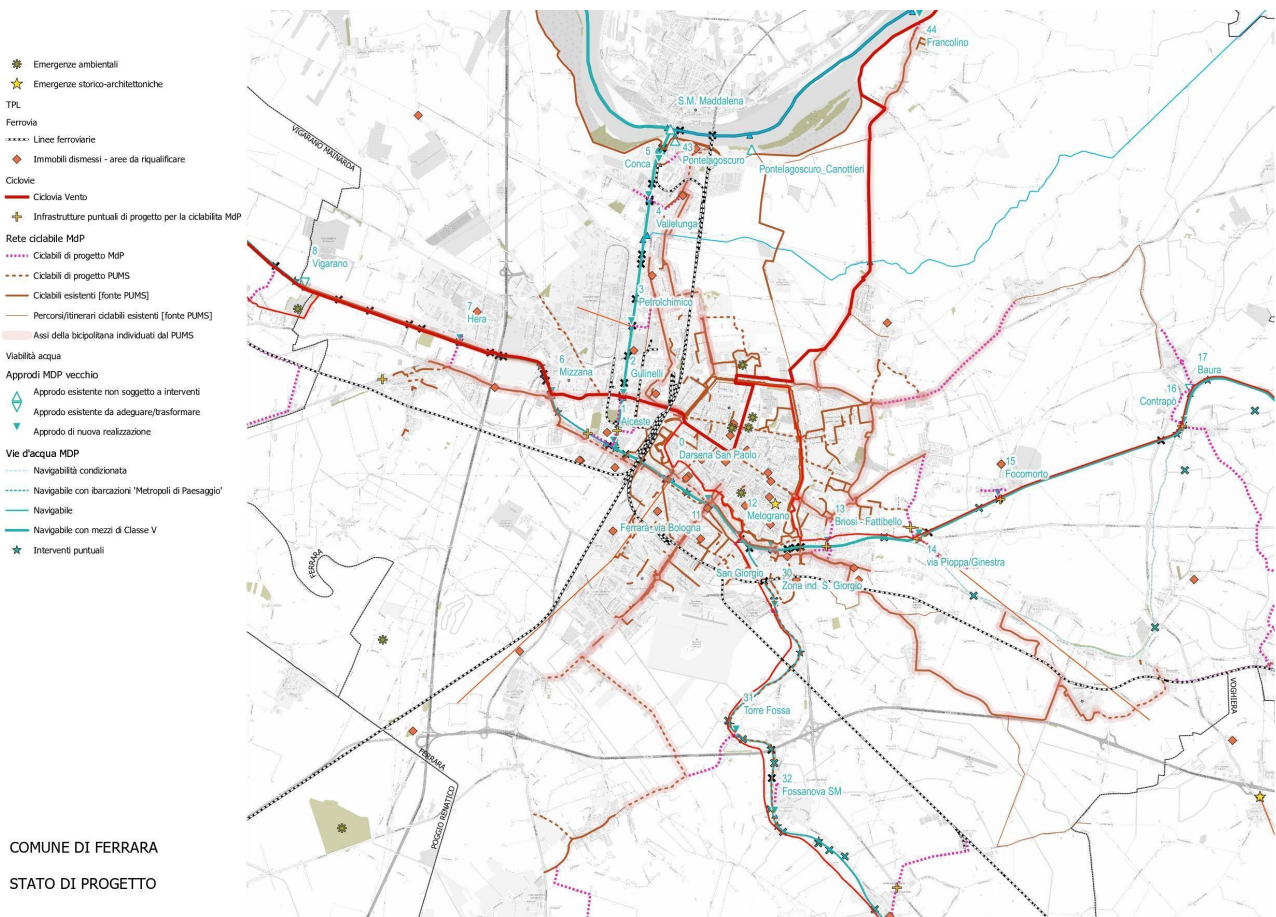 Emergenze ambientali
Emergenze storico-architettoniche
TPL
Ferrovia
Linee ferroviarie
Immobili dismessi - aree da riqualificare
Ciclovie
Ciclovia Vento
Infrastrutture puntuali di progetto per la ciclabilita MdP
Rete ciclabile MdP
Ciclabili di progetto MdP
Ciclabili di progetto PUMS
Ciclabili esistenti [fonte PUMS]
Percorsi/itinerari ciclabili esistenti [fonte PUMS]
Assi della bicipolitana individuati dal PUMS
Viabilità acqua
Approdi MDP vecchio
Approdo esistente non soggetto a interventi
Approdo esistente da adeguare/trasformare
Approdo di nuova realizzazione
Vie d'acqua MDP
Navigabilità condizionata
Navigabile con ibarcazioni 'Metropoli di Paesaggio'
Navigabile
Navigabile con mezzi di Classe V
Interventi puntuali
COMUNE DI FERRARA
STATO DI PROGETTO
44
Francolino
S.M. Maddalena
VIGARANO MAINARDA
5
Conca
43
Pontelagoscuro
Pontelagoscuro_Canottieri
4
Vallelunga
8
Vigarano
3
Petrolchimico
7
Hera
6
Mizzana
2
Gulinelli
17
Baura
16
Contrapò
Alceste
0
Darsena San Paolo
15
Focomorto
12
Melograno
13
Briosi - Fattibello
11
Ferrara- via Bologna
14
via Pioppa/Ginestra
San Giorgio
30
Zona ind. S. Giorgio
FERRARA
31
Torre Fossa
VOGHIERA
FERRARA
POGGIO RENATICO
32
Fossanova SM